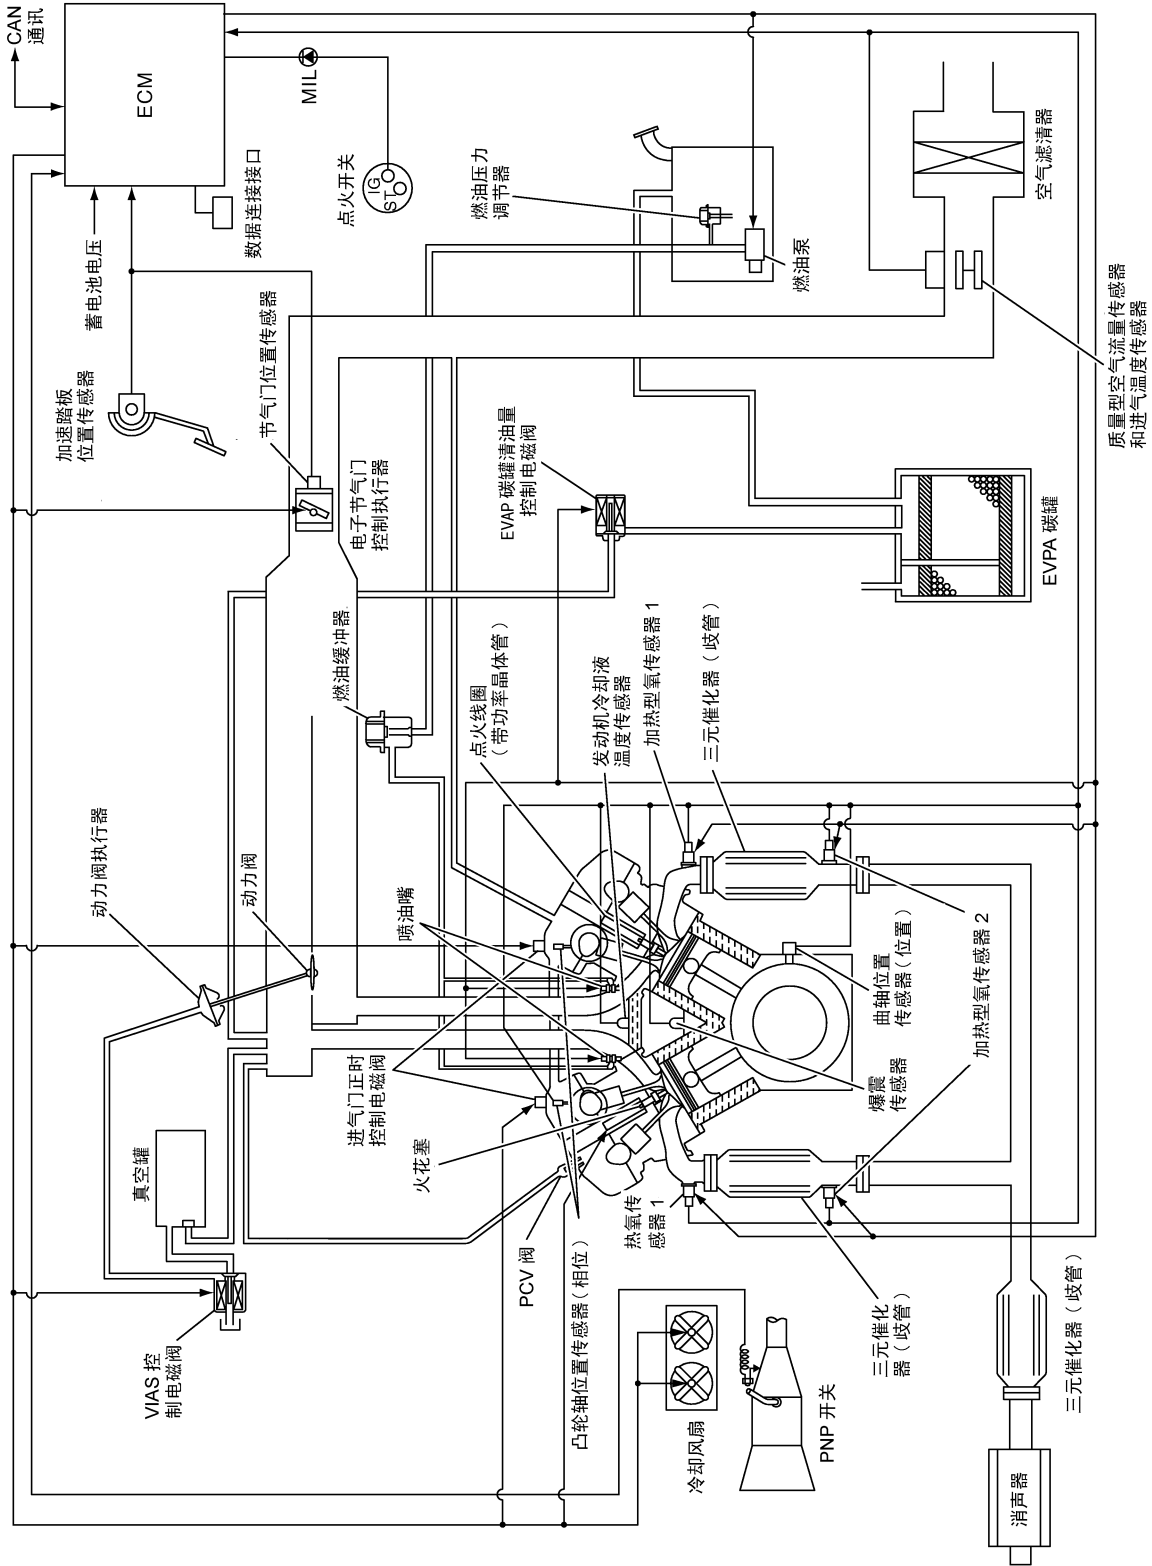 CAN
通讯
ECM
MIL
点火开关
IG
ST
数据连接接口
蓄电池电压
加速踏板
位置传感器
节气门位置传感器
电子节气门
控制执行器
燃油压力
调节器
燃油泵
空气滤清器
质量型空气流量传感器
和进气温度传感器
EVAP 碳罐清油量
控制电磁阀
EVPA 碳罐
燃油缓冲器
点火线圈
（带功率晶体管）
发动机冷却液
温度传感器
加热型氧传感器 1
三元催化器（歧管）
动力阀执行器
动力阀
喷油嘴
进气门正时
控制电磁阀
火花塞
真空罐
VIAS 控
制电磁阀
PCV 阀
凸轮轴位置传感器（相位）
热氧传
感器 1
曲轴位置
传感器（位置）
加热型氧传感器 2
爆震
传感器
三元催化
器（歧管）
三元催化器（歧管）
冷却风扇
PNP 开关
消声器